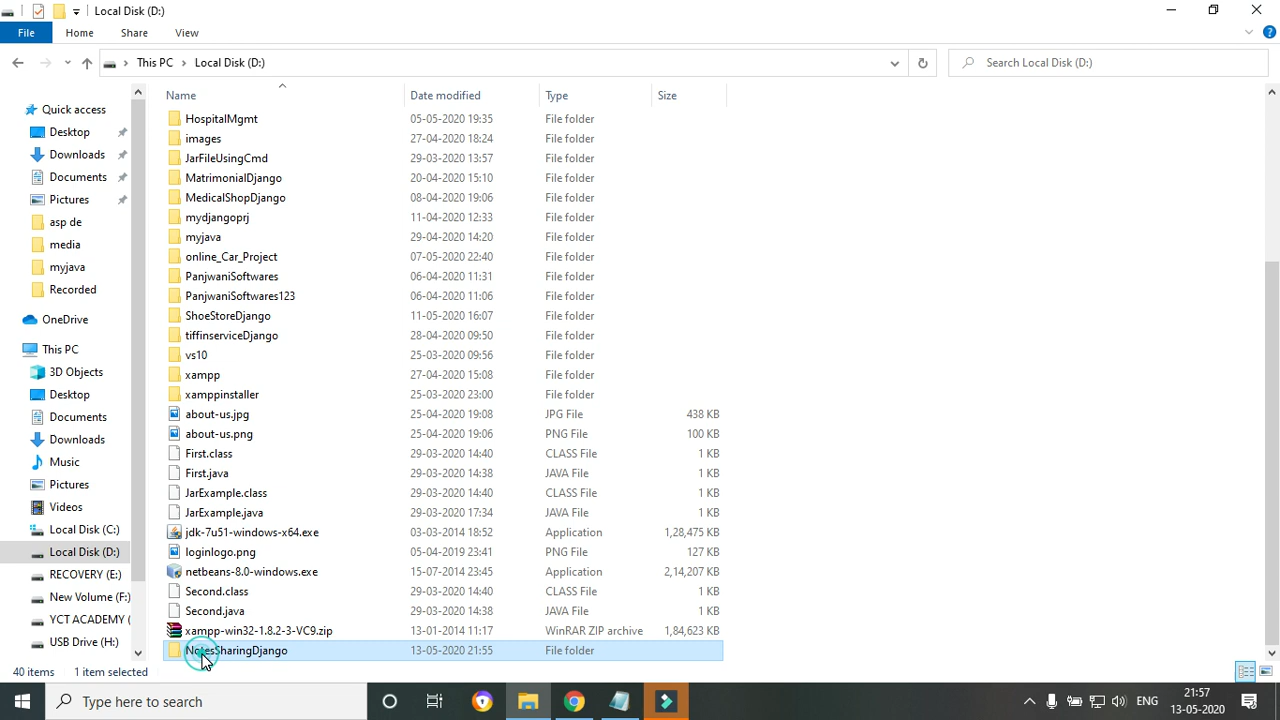 Local Disk (D:)
File Home Share View
This PC Local Disk (D:) Search Local Disk (D:)
Name Date modified Type Size
Quick access
Desktop
Downloads
Documents
Pictures
asp de
media
myjava
Recorded
OneDrive
This PC
3D Objects
Desktop
Documents
Downloads
Music
Pictures
Videos
Local Disk (C:)
Local Disk (D:)
RECOVERY (E:)
New Volume (F:)
YCT ACADEMY (
USB Drive (H:)
HospitalMgmt 05-05-2020 19:35 File folder
images 27-04-2020 18:24 File folder
JarFileUsingCmd 29-03-2020 13:57 File folder
MatrimonialDjango 20-04-2020 15:10 File folder
MedicalShopDjango 08-04-2020 19:06 File folder
mydjangoprj 11-04-2020 12:33 File folder
myjava 29-04-2020 14:20 File folder
online_Car_Project 07-05-2020 22:40 File folder
PanjwaniSoftwares 06-04-2020 11:31 File folder
PanjwaniSoftwares123 06-04-2020 11:06 File folder
ShoeStoreDjango 11-05-2020 16:07 File folder
tiffinserviceDjango 28-04-2020 09:50 File folder
vs10 25-03-2020 09:56 File folder
xampp 27-04-2020 15:08 File folder
xamppinstaller 25-03-2020 23:00 File folder
about-us.jpg 25-04-2020 19:08 JPG File 438 KB
about-us.png 25-04-2020 19:06 PNG File 100 KB
First.class 29-03-2020 14:40 CLASS File 1 KB
First.java 29-03-2020 14:38 JAVA File 1 KB
JarExample.class 29-03-2020 14:40 CLASS File 1 KB
JarExample.java 29-03-2020 17:34 JAVA File 1 KB
jdk-7u51-windows-x64.exe 03-03-2014 18:52 Application 1,28,475 KB
loginlogo.png 05-04-2019 23:41 PNG File 127 KB
netbeans-8.0-windows.exe 15-07-2014 23:45 Application 2,14,207 KB
Second.class 29-03-2020 14:40 CLASS File 1 KB
Second.java 29-03-2020 14:38 JAVA File 1 KB
xampp-win32-1.8.2-3-VC9.zip 13-01-2014 11:17 WinRAR ZIP archive 1,84,623 KB
NotesSharingDjango 13-05-2020 21:55 File folder
40 items 1 item selected
Type here to search ENG 21:57
13-05-2020